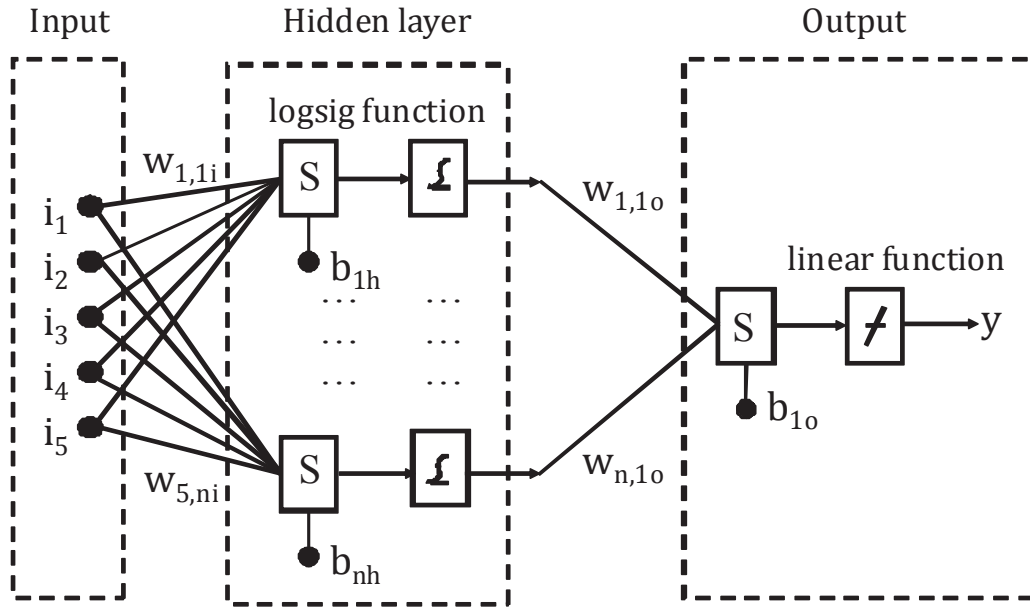 Input
Hidden layer
Output
logsig function
w1,1i
S
w1,1o
i1
i2
b1h
linear function
i3
... ...
... ...
S
y
i4
... ...
b1o
i5
S
w5,ni
wn,1o
bnh